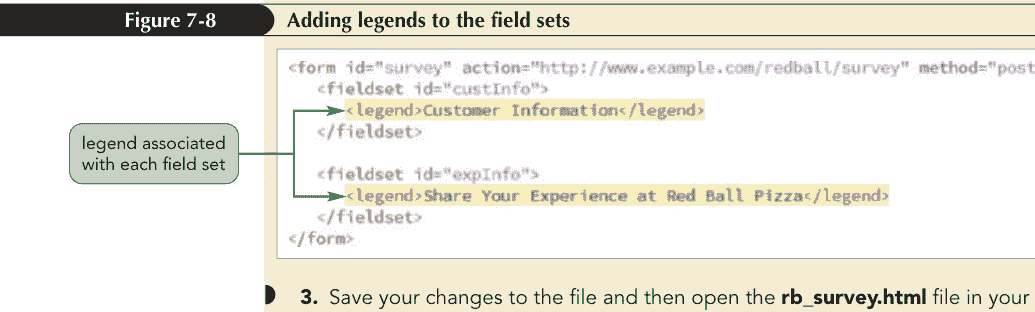 Figure 7-8 Adding legends to the field sets
<form id="survey" action="http://www.example.com/redball/survey" method="post
<fieldset id="custInfo">
<legend>Customer Information</legend>
</fieldset>
legend associated
with each field set
<fieldset id="expInfo">
<legend>Share Your Experience at Red Ball Pizza</legend>
</fieldset>
</form>
3. Save your changes to the file and then open the rb_survey.html file in your